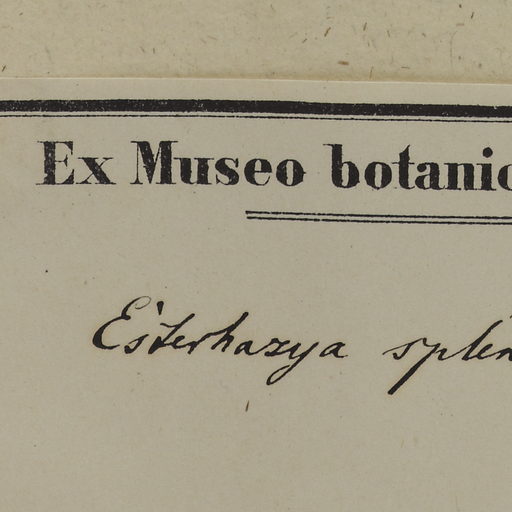 Ex Museo botanic
Esterhazya splen